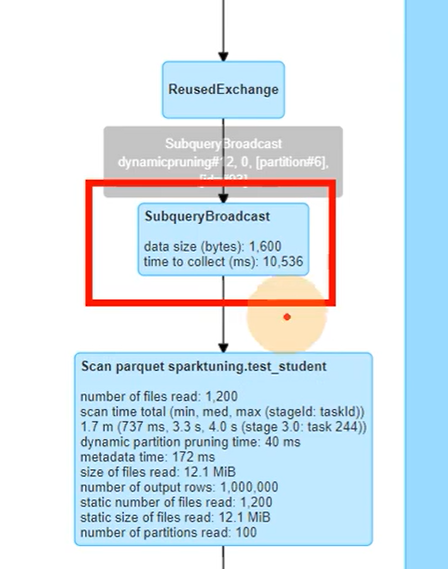 ReusedExchange
SubqueryBroadcast
dynamicpruning#12, 0, [partition#6],
SubqueryBroadcast
data size (bytes): 1,600
time to collect (ms): 10,536
Scan parquet sparktuning.test_student
number of files read: 1,200
scan time total (min, med, max (stageId: taskId))
1.7 m (737 ms, 3.3 s, 4.0 s (stage 3.0: task 244))
dynamic partition pruning time: 40 ms
metadata time: 172 ms
size of files read: 12.1 MiB
number of output rows: 1,000,000
static number of files read: 1,200
static size of files read: 12.1 MiB
number of partitions read: 100